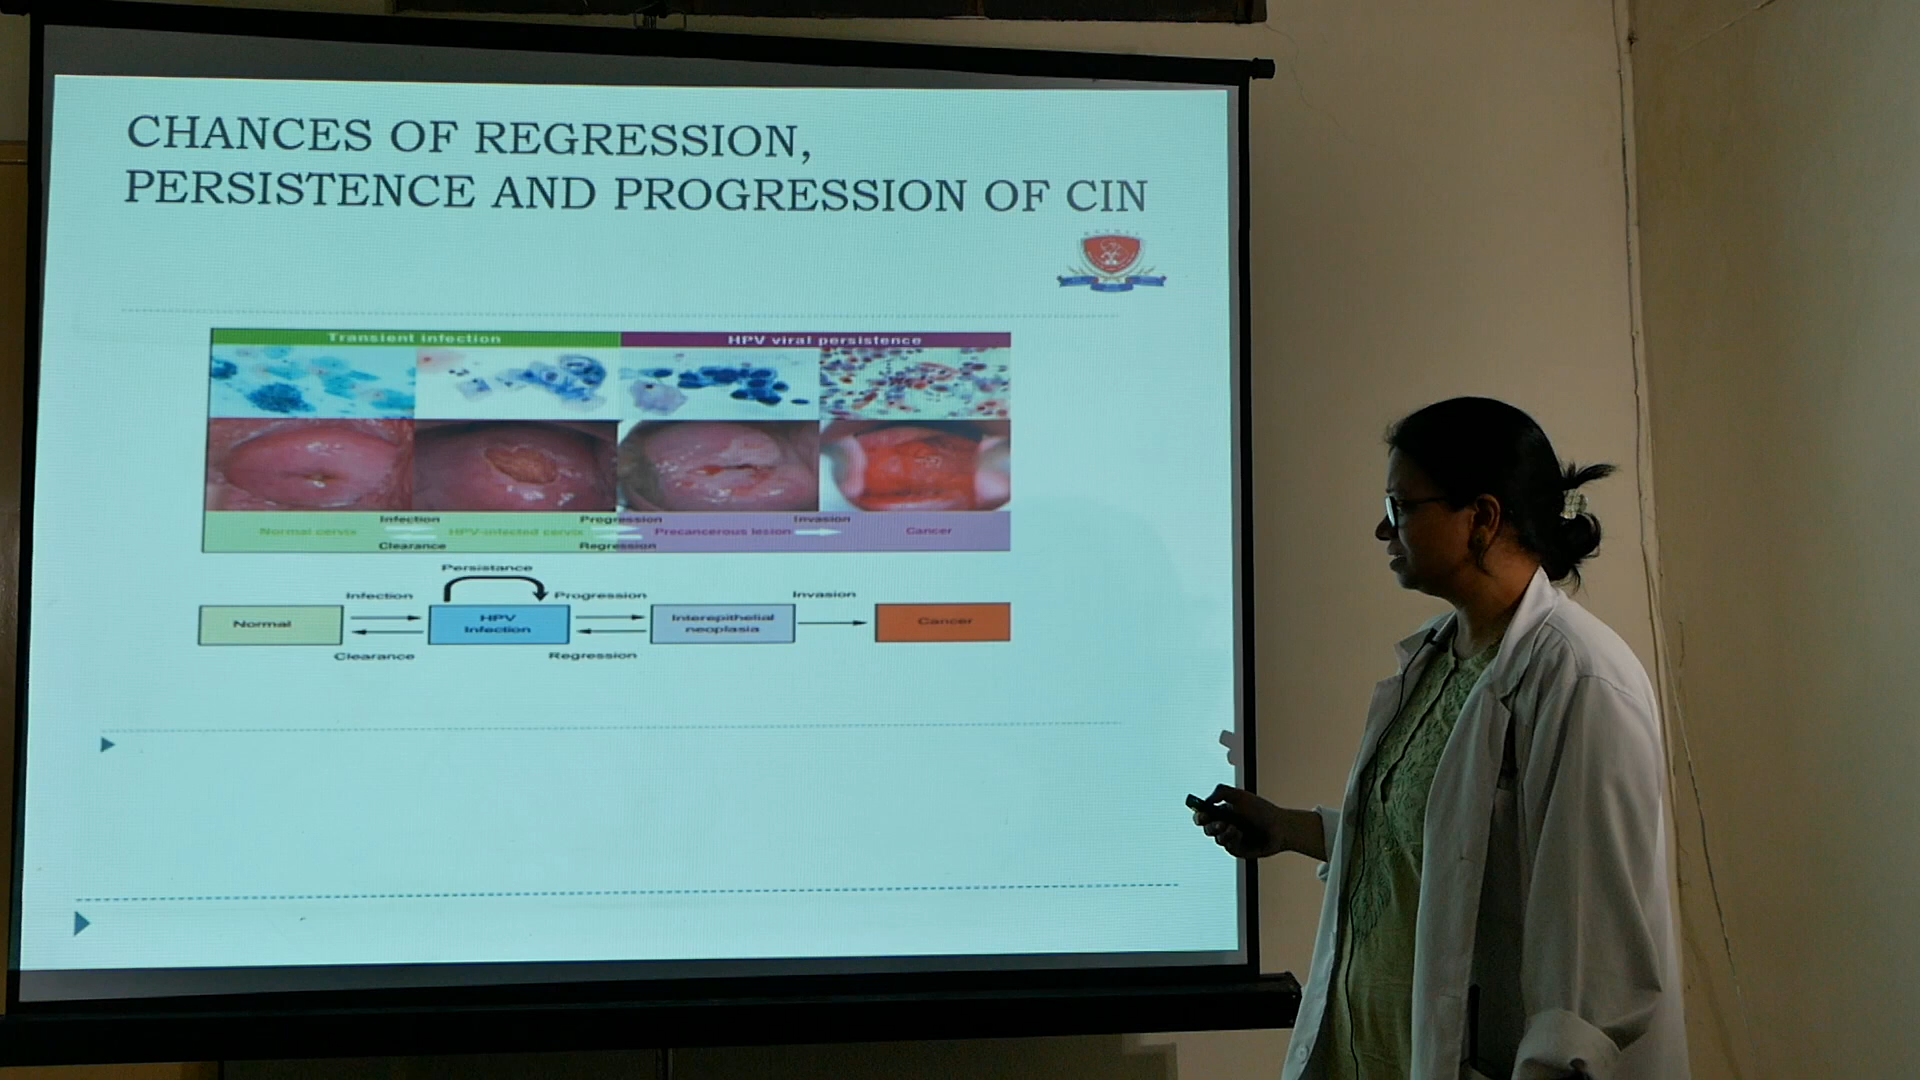 CHANCES OF REGRESSION,
PERSISTENCE AND PROGRESSION OF CIN
Transient infection HPV viral persistence
Infection Progression Invasion
Normal cervix HPV-infected cervix Precancerous lesion Cancer
Clearance Regression
Persistance
Infection Progression Invasion
Normal HPV Infection Interepithelial neoplasia Cancer
Clearance Regression